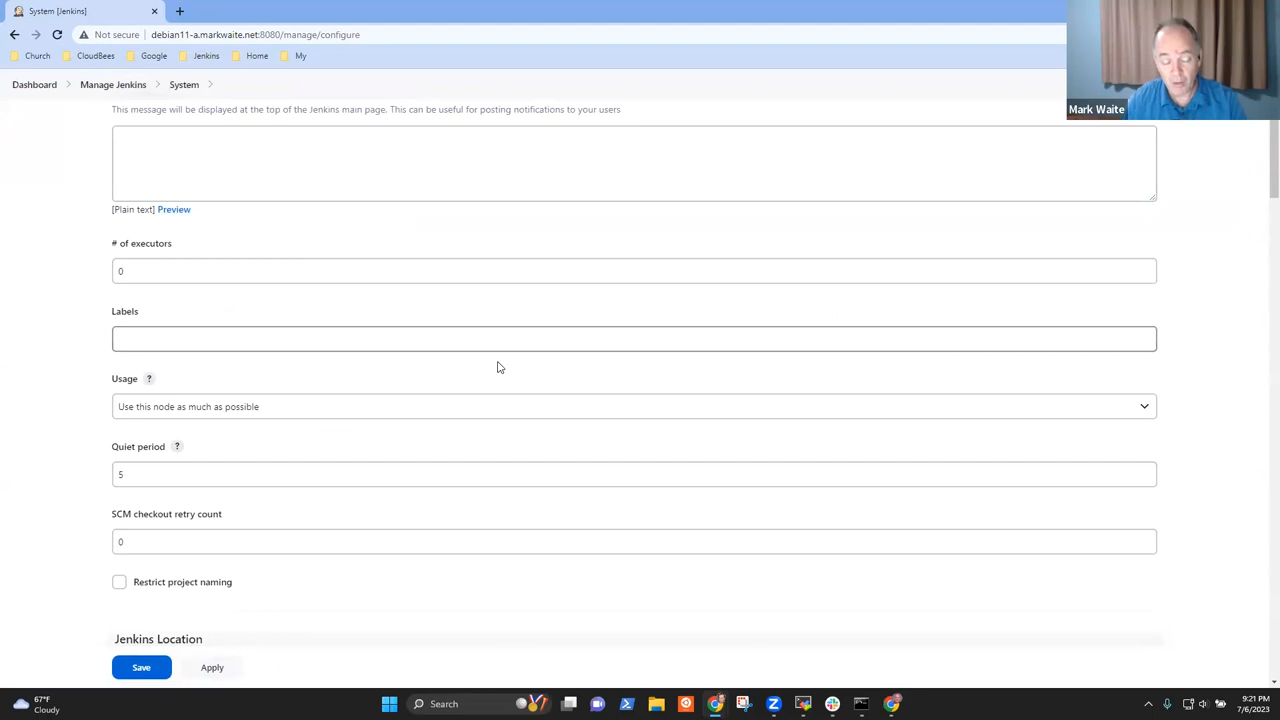 System [Jenkins]
Not secure debian11-a.markwaite.net:8080/manage/configure
Church CloudBees Google Jenkins Home My
Dashboard Manage Jenkins System
This message will be displayed at the top of the Jenkins main page. This can be useful for posting notifications to your users
[Plain text] Preview
# of executors
0
Labels
Usage ?
Use this node as much as possible
Quiet period ?
5
SCM checkout retry count
0
Restrict project naming
Jenkins Location
Save Apply
Mark Waite
67°F
Cloudy
Search
9:21 PM
7/6/2023